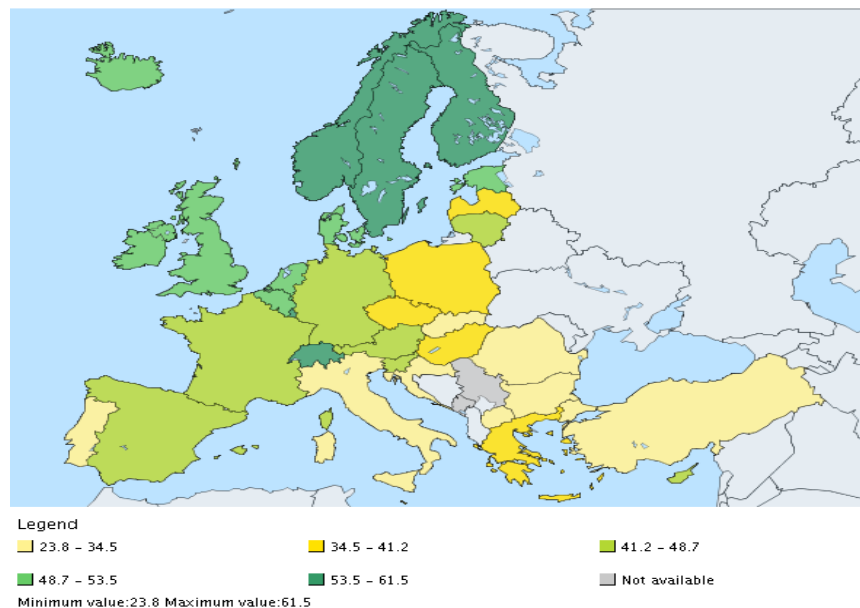 Legend
23.8 – 34.5 34.5 – 41.2 41.2 – 48.7
48.7 – 53.5 53.5 – 61.5 Not available
Minimum value:23.8 Maximum value:61.5